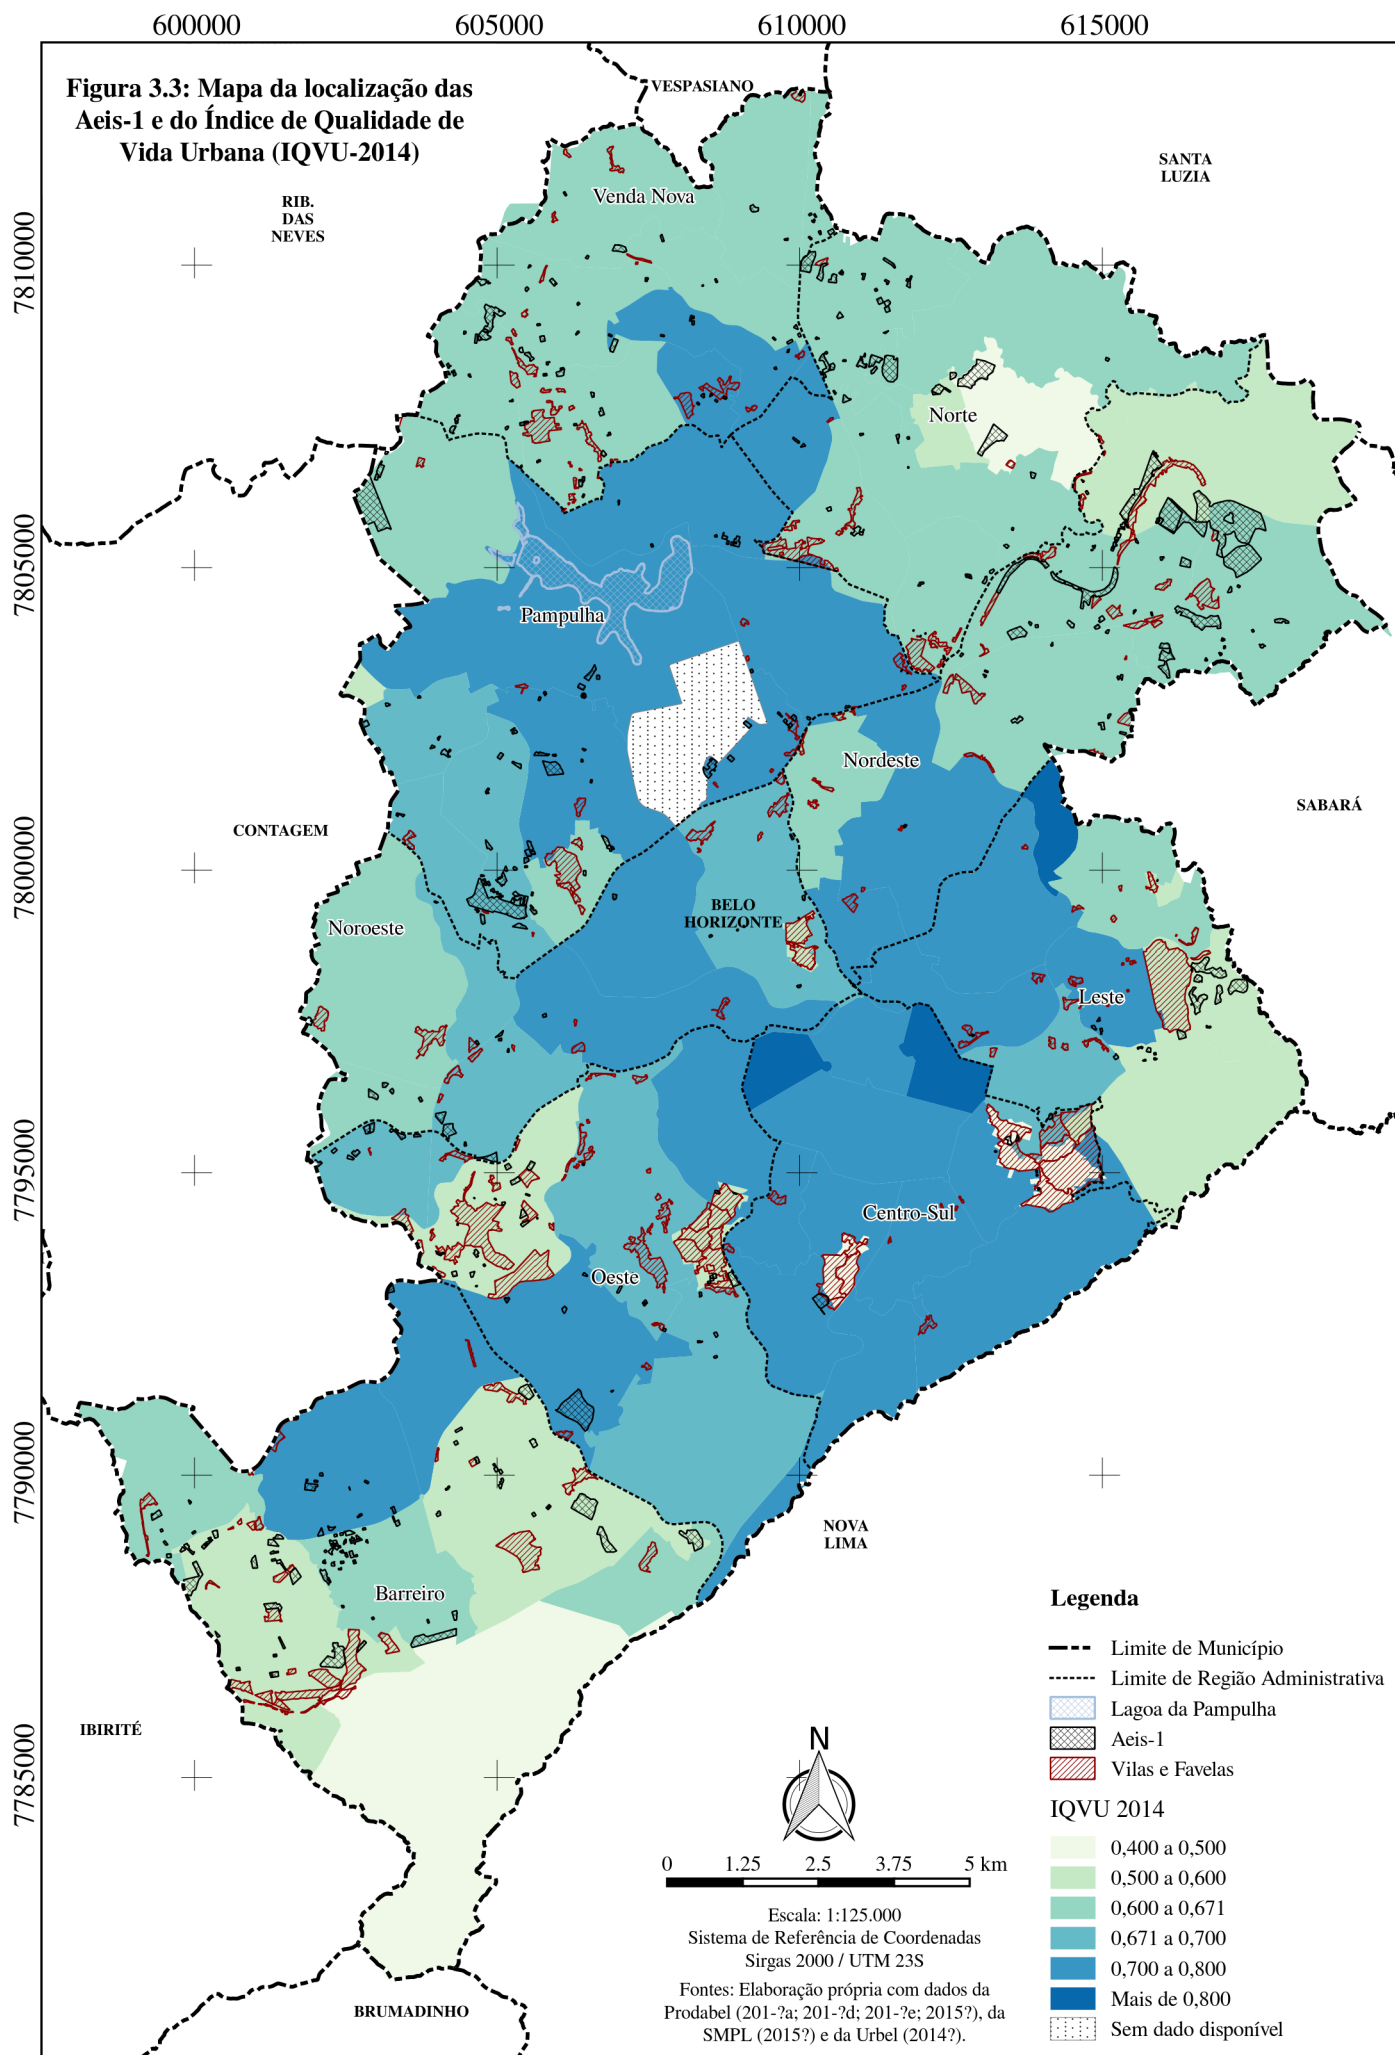 600000
605000
610000
615000
Figura 3.3: Mapa da localização das
Aeis-1 e do Índice de Qualidade de
Vida Urbana (IQVU-2014)
VESPASIANO
SANTA
LUZIA
RIB.
DAS
NEVES
Venda Nova
7810000
Norte
7805000
Pampulha
Nordeste
SABARÁ
CONTAGEM
7800000
BELO
HORIZONTE
Noroeste
Leste
7795000
Centro-Sul
Oeste
7790000
NOVA
LIMA
Barreiro
IBIRITÉ
7785000
BRUMADINHO
N
0 1.25 2.5 3.75 5 km
Escala: 1:125.000
Sistema de Referência de Coordenadas
Sirgas 2000 / UTM 23S
Fontes: Elaboração própria com dados da
Prodabel (201-?a; 201-?d; 201-?e; 2015?), da
SMPL (2015?) e da Urbel (2014?).
Legenda
Limite de Município
Limite de Região Administrativa
Lagoa da Pampulha
Aeis-1
Vilas e Favelas
IQVU 2014
0,400 a 0,500
0,500 a 0,600
0,600 a 0,671
0,671 a 0,700
0,700 a 0,800
Mais de 0,800
Sem dado disponível